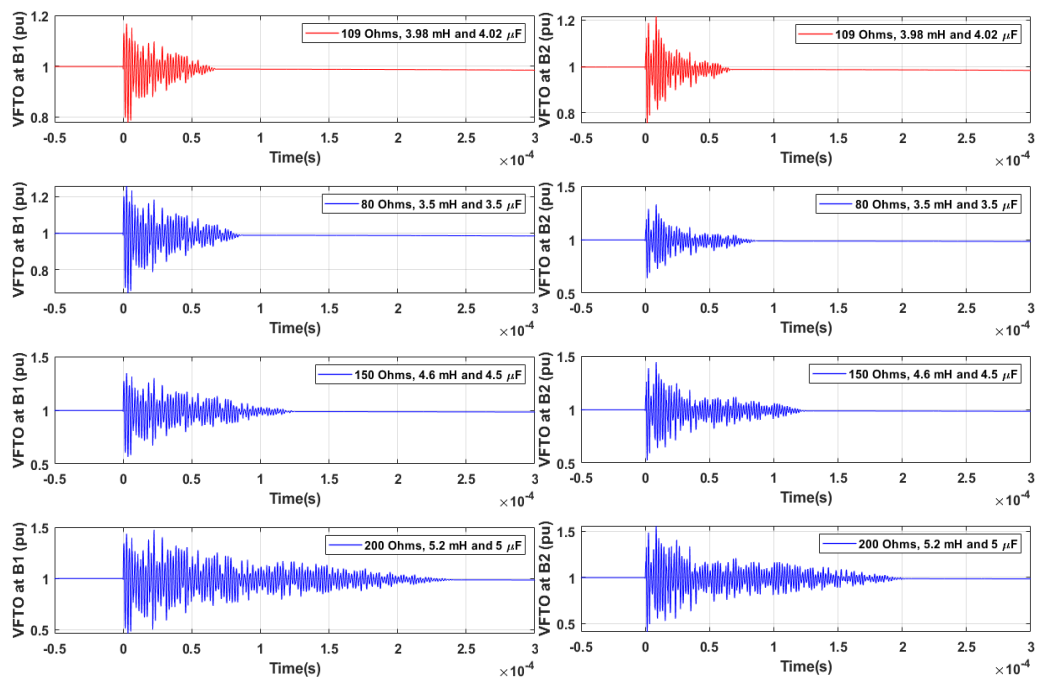 VFTO at B1 (pu)
1.2
1
0.8
109 Ohms, 3.98 mH and 4.02 μF
-0.5 0 0.5 1 1.5 2 2.5 3
Time(s)
×10⁻⁴
VFTO at B2 (pu)
1.2
1
0.8
109 Ohms, 3.98 mH and 4.02 μF
-0.5 0 0.5 1 1.5 2 2.5 3
Time(s)
×10⁻⁴
VFTO at B1 (pu)
1.2
1
0.8
80 Ohms, 3.5 mH and 3.5 μF
-0.5 0 0.5 1 1.5 2 2.5 3
Time(s)
×10⁻⁴
VFTO at B2 (pu)
1.5
1
0.5
80 Ohms, 3.5 mH and 3.5 μF
-0.5 0 0.5 1 1.5 2 2.5 3
Time(s)
×10⁻⁴
VFTO at B1 (pu)
1.5
1
0.5
150 Ohms, 4.6 mH and 4.5 μF
-0.5 0 0.5 1 1.5 2 2.5 3
Time(s)
×10⁻⁴
VFTO at B2 (pu)
1.5
1
0.5
150 Ohms, 4.6 mH and 4.5 μF
-0.5 0 0.5 1 1.5 2 2.5 3
Time(s)
×10⁻⁴
VFTO at B1 (pu)
1.5
1
0.5
200 Ohms, 5.2 mH and 5 μF
-0.5 0 0.5 1 1.5 2 2.5 3
Time(s)
×10⁻⁴
VFTO at B2 (pu)
1.5
1
0.5
200 Ohms, 5.2 mH and 5 μF
-0.5 0 0.5 1 1.5 2 2.5 3
Time(s)
×10⁻⁴